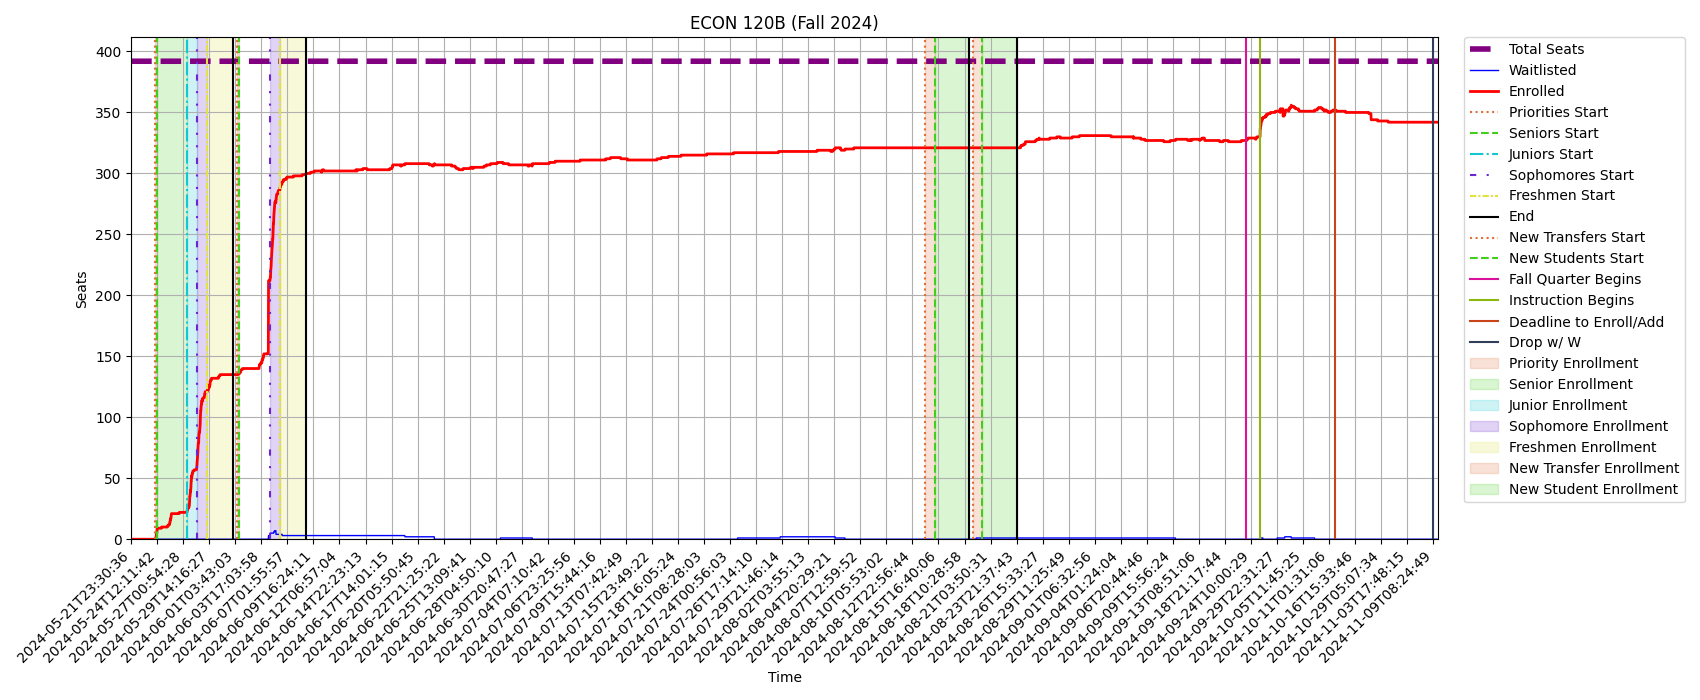 ECON 120B (Fall 2024)
Seats
400
350
300
250
200
150
100
50
0
2024-05-21T23:30:36
2024-05-24T12:11:42
2024-05-27T00:54:28
2024-05-29T14:16:27
2024-06-01T03:43:03
2024-06-03T17:03:58
2024-06-07T01:55:57
2024-06-09T16:24:11
2024-06-12T06:57:04
2024-06-14T22:23:13
2024-06-17T14:01:15
2024-06-20T05:50:45
2024-06-22T21:25:22
2024-06-25T13:09:41
2024-06-28T04:50:10
2024-06-30T20:47:27
2024-07-04T07:10:42
2024-07-06T23:25:56
2024-07-09T15:44:16
2024-07-13T07:42:49
2024-07-15T23:49:22
2024-07-18T16:05:24
2024-07-21T08:28:03
2024-07-24T00:56:03
2024-07-26T17:14:10
2024-07-29T21:46:14
2024-08-02T03:55:13
2024-08-04T20:29:21
2024-08-07T12:59:52
2024-08-10T05:53:02
2024-08-12T22:56:44
2024-08-15T16:40:06
2024-08-18T10:28:58
2024-08-21T03:50:31
2024-08-23T21:37:43
2024-08-26T15:33:27
2024-08-29T11:25:49
2024-09-01T06:32:56
2024-09-04T01:24:04
2024-09-06T20:44:46
2024-09-09T15:56:24
2024-09-13T08:51:06
2024-09-18T21:17:44
2024-09-24T10:00:29
2024-09-29T22:31:27
2024-10-05T11:45:25
2024-10-11T01:31:06
2024-10-16T15:33:46
2024-10-29T05:07:34
2024-11-03T17:48:15
2024-11-09T08:24:49
Time
Total Seats
Waitlisted
Enrolled
Priorities Start
Seniors Start
Juniors Start
Sophomores Start
Freshmen Start
End
New Transfers Start
New Students Start
Fall Quarter Begins
Instruction Begins
Deadline to Enroll/Add
Drop w/ W
Priority Enrollment
Senior Enrollment
Junior Enrollment
Sophomore Enrollment
Freshmen Enrollment
New Transfer Enrollment
New Student Enrollment